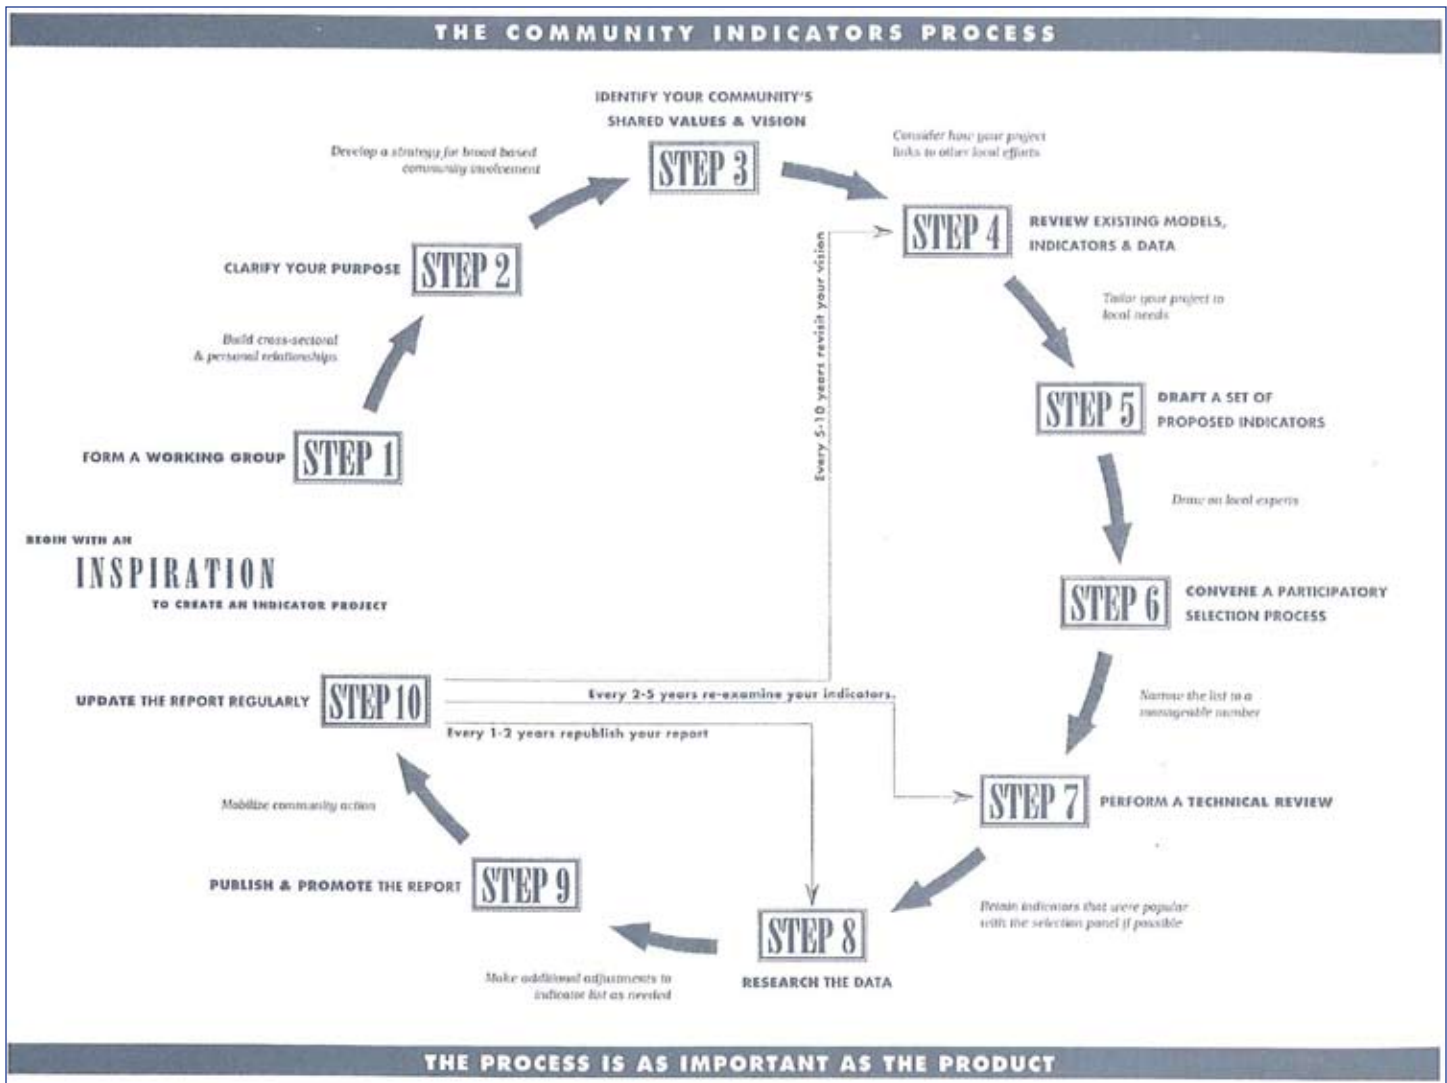 THE COMMUNITY INDICATORS PROCESS
IDENTIFY YOUR COMMUNITY'S
SHARED VALUES & VISION
STEP 3
Develop a strategy for broad based
community involvement
Consider how your project
links to other local efforts
STEP 4
REVIEW EXISTING MODELS,
INDICATORS & DATA
CLARIFY YOUR PURPOSE
STEP 2
Every 5-10 years revisit your vision
Tailor your project to
local needs
Build cross-sectoral
& personal relationships
STEP 5
DRAFT A SET OF
PROPOSED INDICATORS
FORM A WORKING GROUP
STEP 1
Draw on local experts
BEGIN WITH AN
INSPIRATION
TO CREATE AN INDICATOR PROJECT
STEP 6
CONVENE A PARTICIPATORY
SELECTION PROCESS
UPDATE THE REPORT REGULARLY
STEP 10
Every 2-5 years re-examine your indicators.
Every 1-2 years republish your report
Narrow the list to a
manageable number
Mobilize community action
STEP 7
PERFORM A TECHNICAL REVIEW
PUBLISH & PROMOTE THE REPORT
STEP 9
Retain indicators that were popular
with the selection panel if possible
STEP 8
RESEARCH THE DATA
Make additional adjustments to
indicator list as needed
THE PROCESS IS AS IMPORTANT AS THE PRODUCT